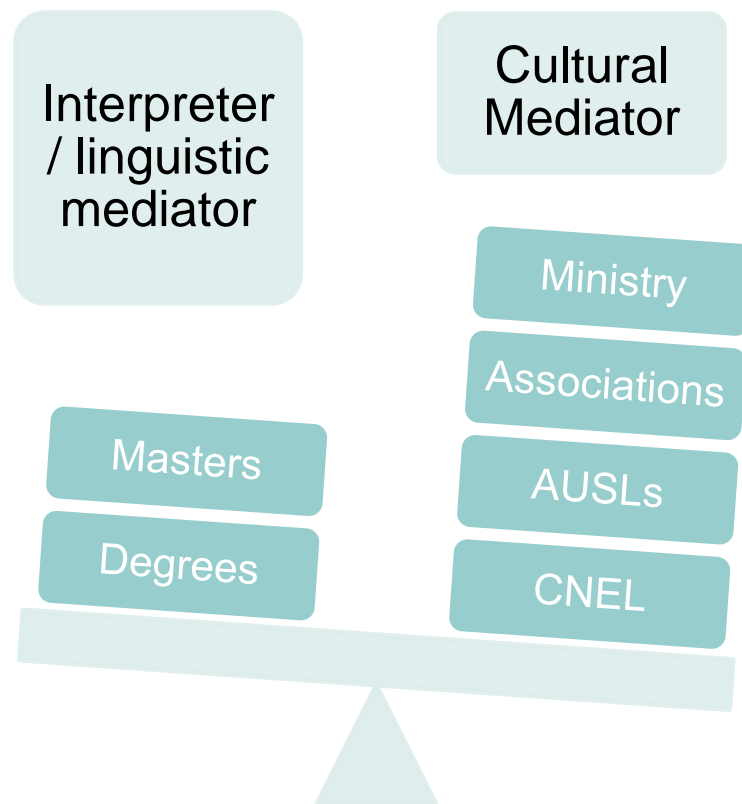 Interpreter
/ linguistic
mediator
Cultural
Mediator
Ministry
Associations
AUSLs
CNEL
Masters
Degrees